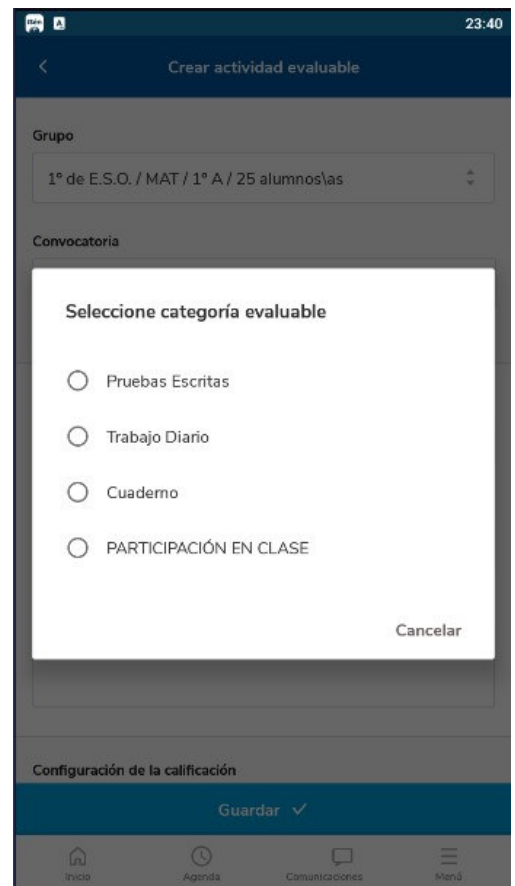 23:40
Crear actividad evaluable
Grupo
1º de E.S.O. / MAT / 1º A / 25 alumnos\as
Convocatoria
Seleccione categoría evaluable
Pruebas Escritas
Trabajo Diario
Cuaderno
PARTICIPACIÓN EN CLASE
Cancelar
Configuración de la calificación
Guardar
Inicio
Agenda
Comunicaciones
Menú